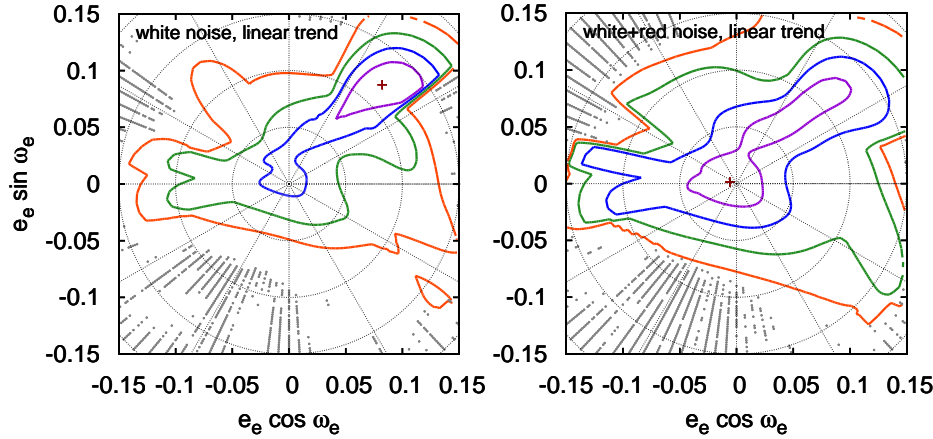 white noise, linear trend
0.15
0.1
0.05
0
-0.05
-0.1
-0.15
e_e sin ω_e
-0.15 -0.1 -0.05 0 0.05 0.1 0.15
e_e cos ω_e
white+red noise, linear trend
0.15
0.1
0.05
0
-0.05
-0.1
-0.15
-0.15 -0.1 -0.05 0 0.05 0.1 0.15
e_e cos ω_e